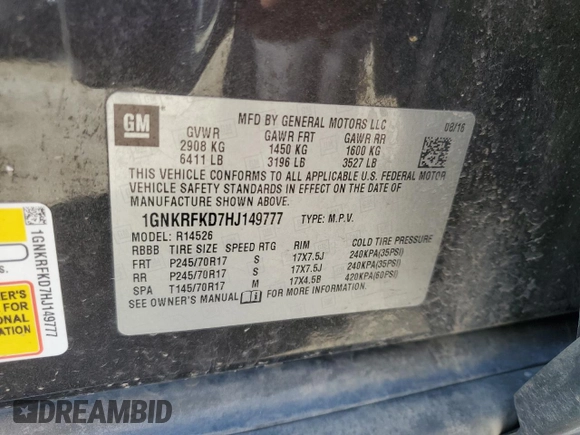 GM
MFD BY GENERAL MOTORS LLC
08/16
GVWR GAWR FRT GAWR RR
2908 KG 1450 KG 1600 KG
6411 LB 3196 LB 3527 LB
THIS VEHICLE CONFORMS TO ALL APPLICABLE U.S. FEDERAL MOTOR
VEHICLE SAFETY STANDARDS IN EFFECT ON THE DATE OF
MANUFACTURE SHOWN ABOVE.
1GNKRFKD7HJ149777 TYPE: M.P.V.
MODEL: R14526
RBBB TIRE SIZE SPEED RTG RIM COLD TIRE PRESSURE
FRT P245/70R17 S 17X7.5J 240KPA(35PSI)
RR P245/70R17 S 17X7.5J 240KPA(35PSI)
SPA T145/70R17 M 17X4.5B 420KPA(60PSI)
SEE OWNER'S MANUAL FOR MORE INFORMATION
1GNKRFKD7HJ149777
ER'S
FOR
ONAL
DREAMBID